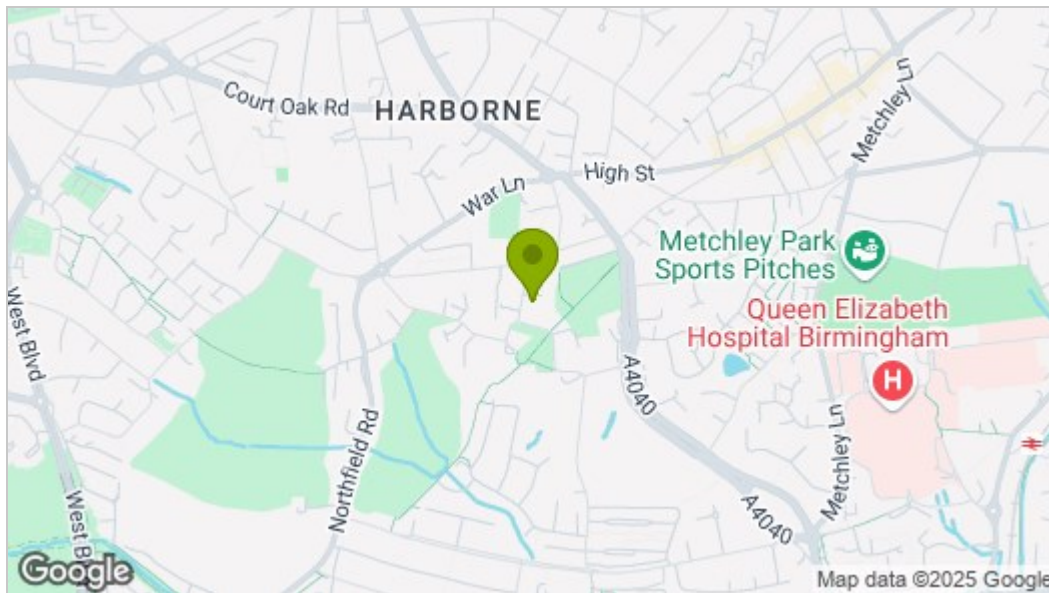 Court Oak Rd
HARBORNE
Metchley Ln
High St
War Ln
Metchley Park
Sports Pitches
Queen Elizabeth
Hospital Birmingham
H
West Blvd
A4040
Northfield Rd
Metchley Ln
A4040
West Bl
Google
Map data ©2025 Google